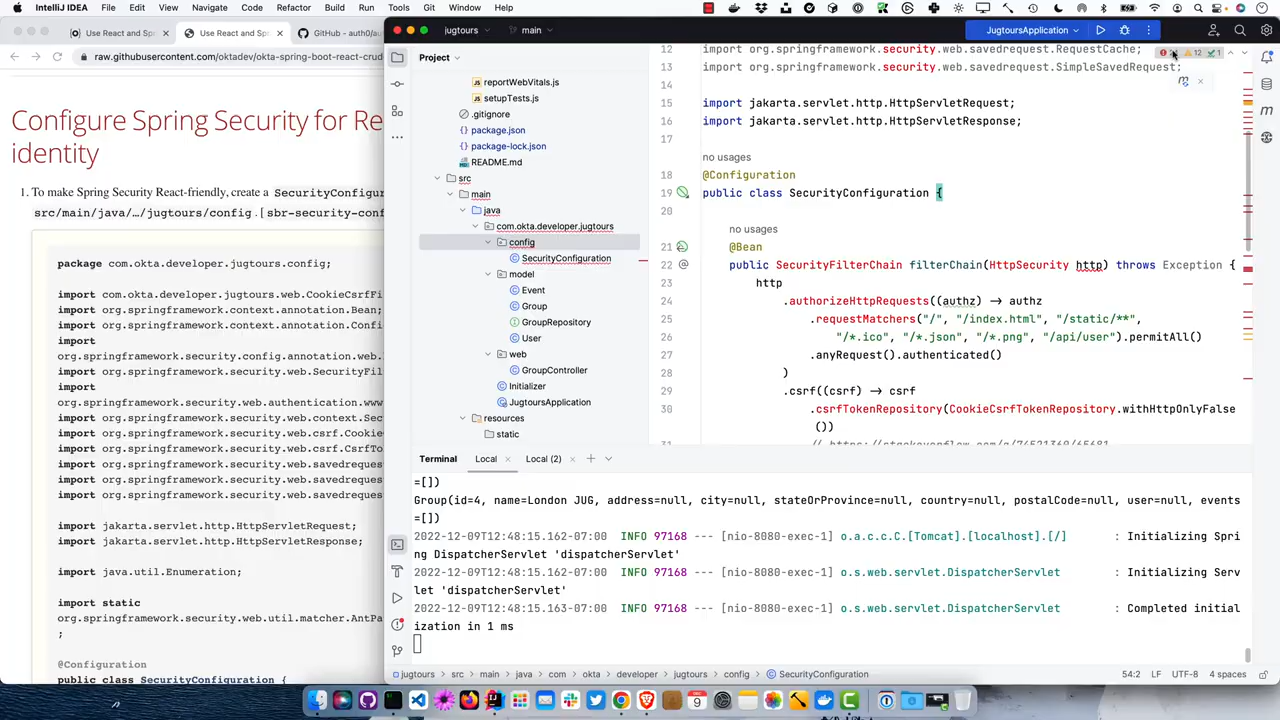 IntelliJ IDEA File Edit View Navigate Code Refactor Build Run Tools Git Window Help
Use React and Sp
Use React and Spri
GitHub - auth0/aut
raw.githubusercontent.com/oktadev/okta-spring-boot-react-crud
Configure Spring Security for Re
identity
1. To make Spring Security React-friendly, create a SecurityConfigur
src/main/java/…/jugtours/config. [ sbr-security-conf
package com.okta.developer.jugtours.config;
import com.okta.developer.jugtours.web.CookieCsrfFi
import org.springframework.context.annotation.Bean;
import org.springframework.context.annotation.Confi
import
org.springframework.security.config.annotation.web.
import org.springframework.security.web.SecurityFil
import
org.springframework.security.web.authentication.www
import org.springframework.security.web.context.Sec
import org.springframework.security.web.csrf.Cookie
import org.springframework.security.web.csrf.CsrfTo
import org.springframework.security.web.savedreques
import org.springframework.security.web.savedreques
import org.springframework.security.web.savedreques
import jakarta.servlet.http.HttpServletRequest;
import jakarta.servlet.http.HttpServletResponse;
import java.util.Enumeration;
import static
org.springframework.security.web.util.matcher.AntPa
;
@Configuration
public class SecurityConfiguration {
jugtours
main
JugtoursApplication
Project
reportWebVitals.js
setupTests.js
.gitignore
package.json
package-lock.json
README.md
src
main
java
com.okta.developer.jugtours
config
SecurityConfiguration
model
Event
Group
GroupRepository
User
web
GroupController
Initializer
JugtoursApplication
resources
static
12 import org.springframework.security.web.savedrequest.RequestCache;
13 import org.springframework.security.web.savedrequest.SimpleSavedRequest;
12 1
14
15 import jakarta.servlet.http.HttpServletRequest;
16 import jakarta.servlet.http.HttpServletResponse;
17
no usages
18 @Configuration
19 public class SecurityConfiguration {
20
no usages
21 @Bean
22 public SecurityFilterChain filterChain(HttpSecurity http) throws Exception {
23 http
24 .authorizeHttpRequests((authz) -> authz
25 .requestMatchers("/", "/index.html", "/static/**",
26 "/*.ico", "/*.json", "/*.png", "/api/user").permitAll()
27 .anyRequest().authenticated()
28 )
29 .csrf((csrf) -> csrf
30 .csrfTokenRepository(CookieCsrfTokenRepository.withHttpOnlyFalse
())
31 // https://stackoverflow.com/a/74521360/65681
Terminal Local Local (2)
=[])
Group(id=4, name=London JUG, address=null, city=null, stateOrProvince=null, country=null, postalCode=null, user=null, events
=[])
2022-12-09T12:48:15.162-07:00 INFO 97168 --- [nio-8080-exec-1] o.a.c.c.C.[Tomcat].[localhost].[/] : Initializing Spri
ng DispatcherServlet 'dispatcherServlet'
2022-12-09T12:48:15.162-07:00 INFO 97168 --- [nio-8080-exec-1] o.s.web.servlet.DispatcherServlet : Initializing Serv
let 'dispatcherServlet'
2022-12-09T12:48:15.163-07:00 INFO 97168 --- [nio-8080-exec-1] o.s.web.servlet.DispatcherServlet : Completed initial
ization in 1 ms
jugtours > src > main > java > com > okta > developer > jugtours > config > SecurityConfiguration
54:2 LF UTF-8 4 spaces